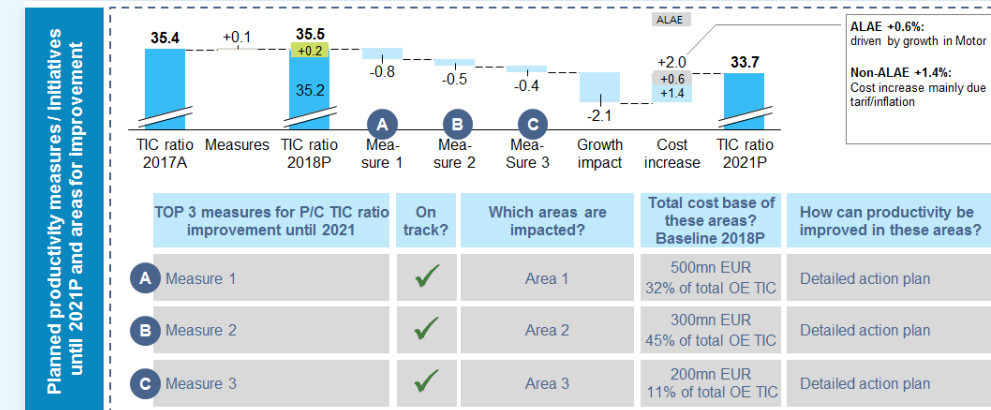 Planned productivity measures / initiatives
until 2021P and areas for improvement
ALAE
35.4
+0.1
35.5
+0.2
35.2
-0.8
-0.5
-0.4
-2.1
+2.0
+0.6
+1.4
33.7
ALAE +0.6%:
driven by growth in Motor
Non-ALAE +1.4%:
Cost increase mainly due
tarif/inflation
A
B
C
TIC ratio
2017A
Measures
TIC ratio
2018P
Mea-
sure 1
Mea-
sure 2
Mea-
Sure 3
Growth
impact
Cost
increase
TIC ratio
2021P
TOP 3 measures for P/C TIC ratio
improvement until 2021
On
track?
Which areas are
impacted?
Total cost base of
these areas?
Baseline 2018P
How can productivity be
improved in these areas?
A
Measure 1
Area 1
500mn EUR
32% of total OE TIC
Detailed action plan
B
Measure 2
Area 2
300mn EUR
45% of total OE TIC
Detailed action plan
C
Measure 3
Area 3
200mn EUR
11% of total OE TIC
Detailed action plan